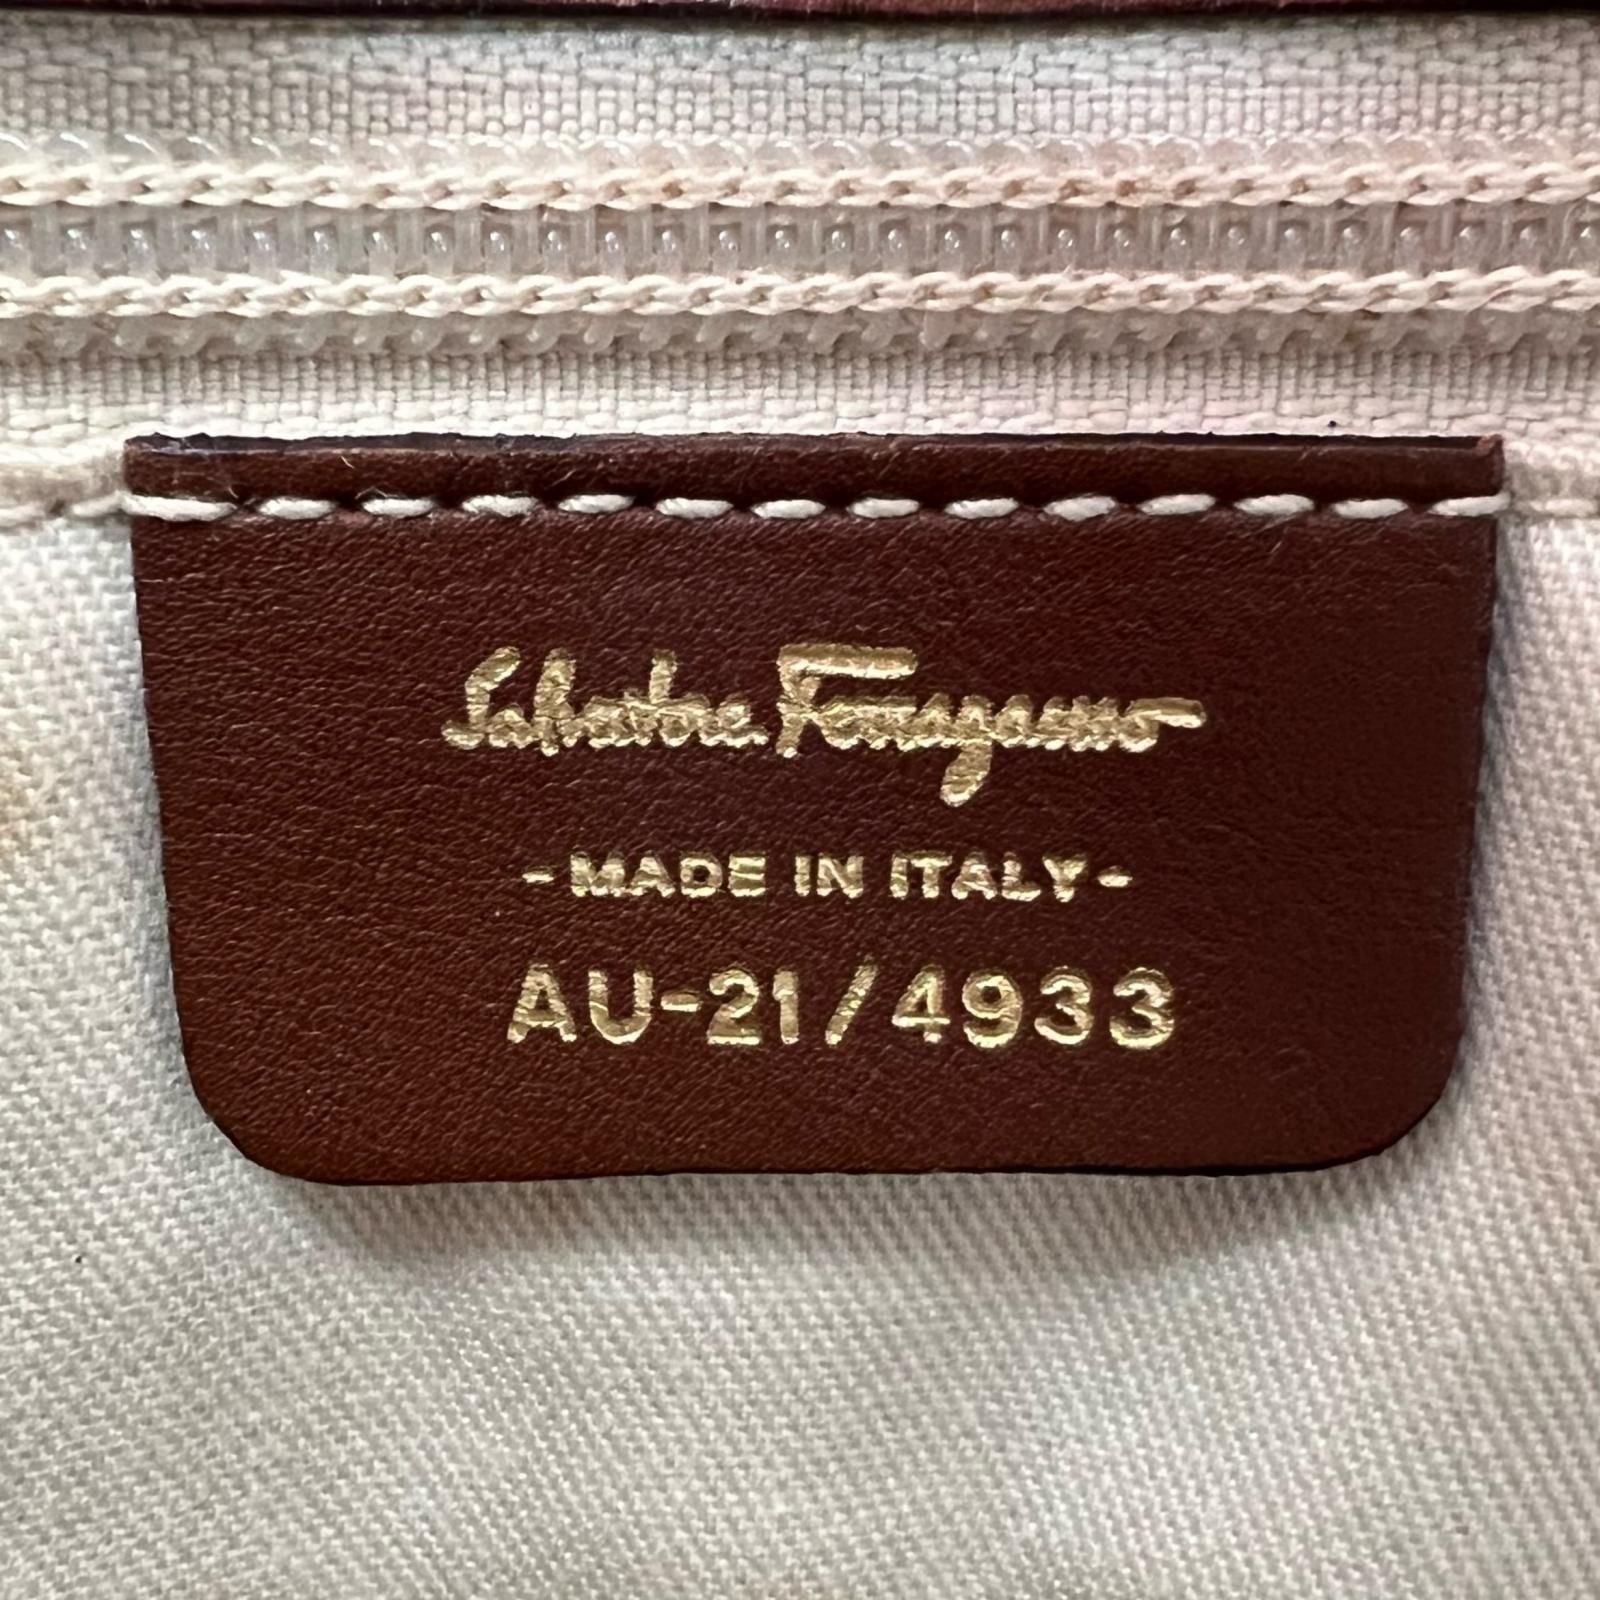 Salvatore Ferragamo
-MADE IN ITALY-
AU-21/4933